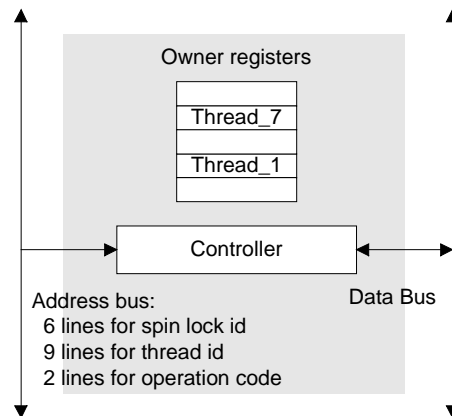 Owner registers
Thread_7
Thread_1
Controller
Address bus:
6 lines for spin lock id
9 lines for thread id
2 lines for operation code
Data Bus